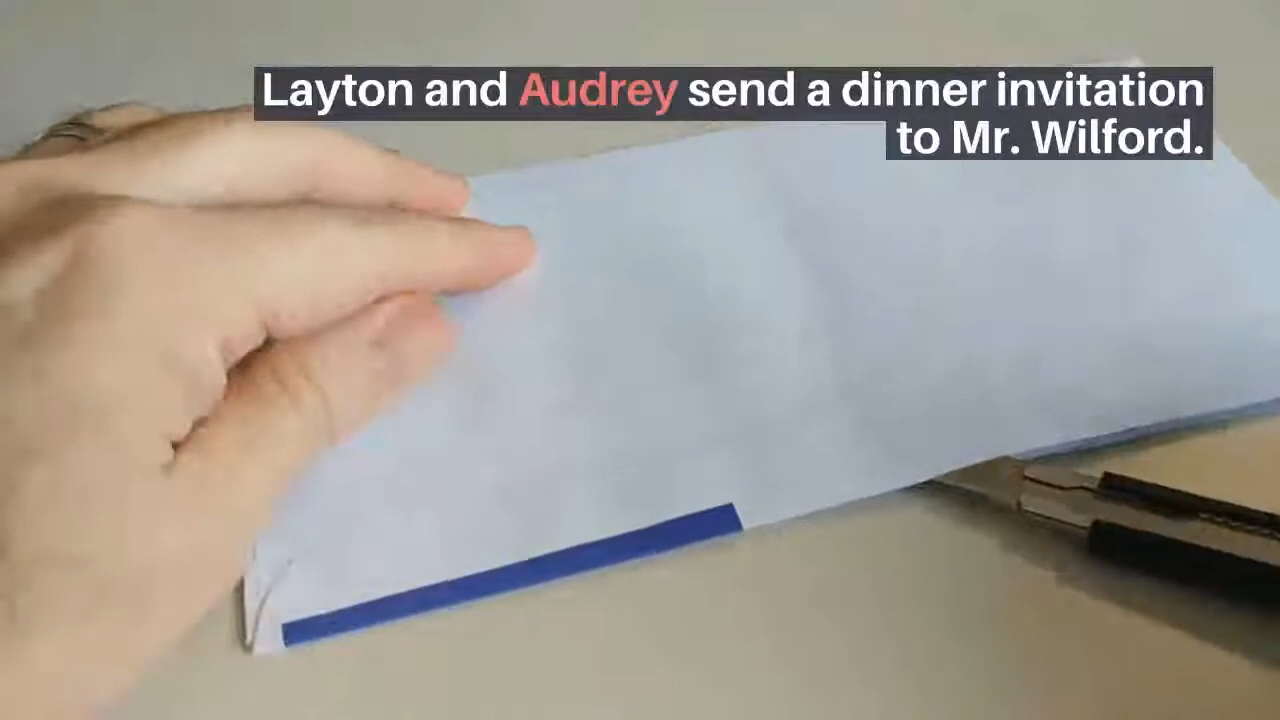 Layton and Audrey send a dinner invitation
to Mr. Wilford.